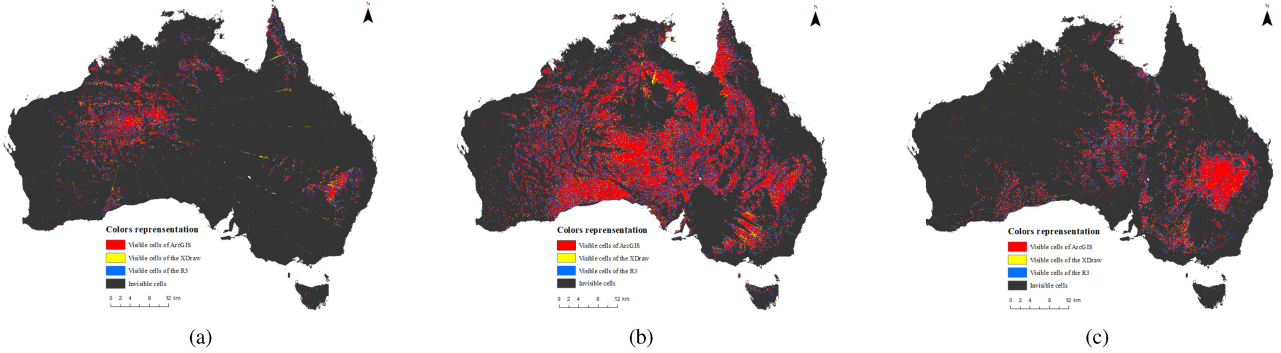 N
N
N
Colors reprensentation
Visible cells of ArcGIS
Visible cells of the XDraw
Visible cells of the R3
Invisible cells
0 2 4 8 12 km
Colors reprensentation
Visible cells of ArcGIS
Visible cells of the XDraw
Visible cells of the R3
Invisible cells
0 2 4 8 12 km
Colors reprensentation
Visible cells of ArcGIS
Visible cells of the XDraw
Visible cells of the R3
Invisible cells
0 2 4 8 12 km
(a)
(b)
(c)